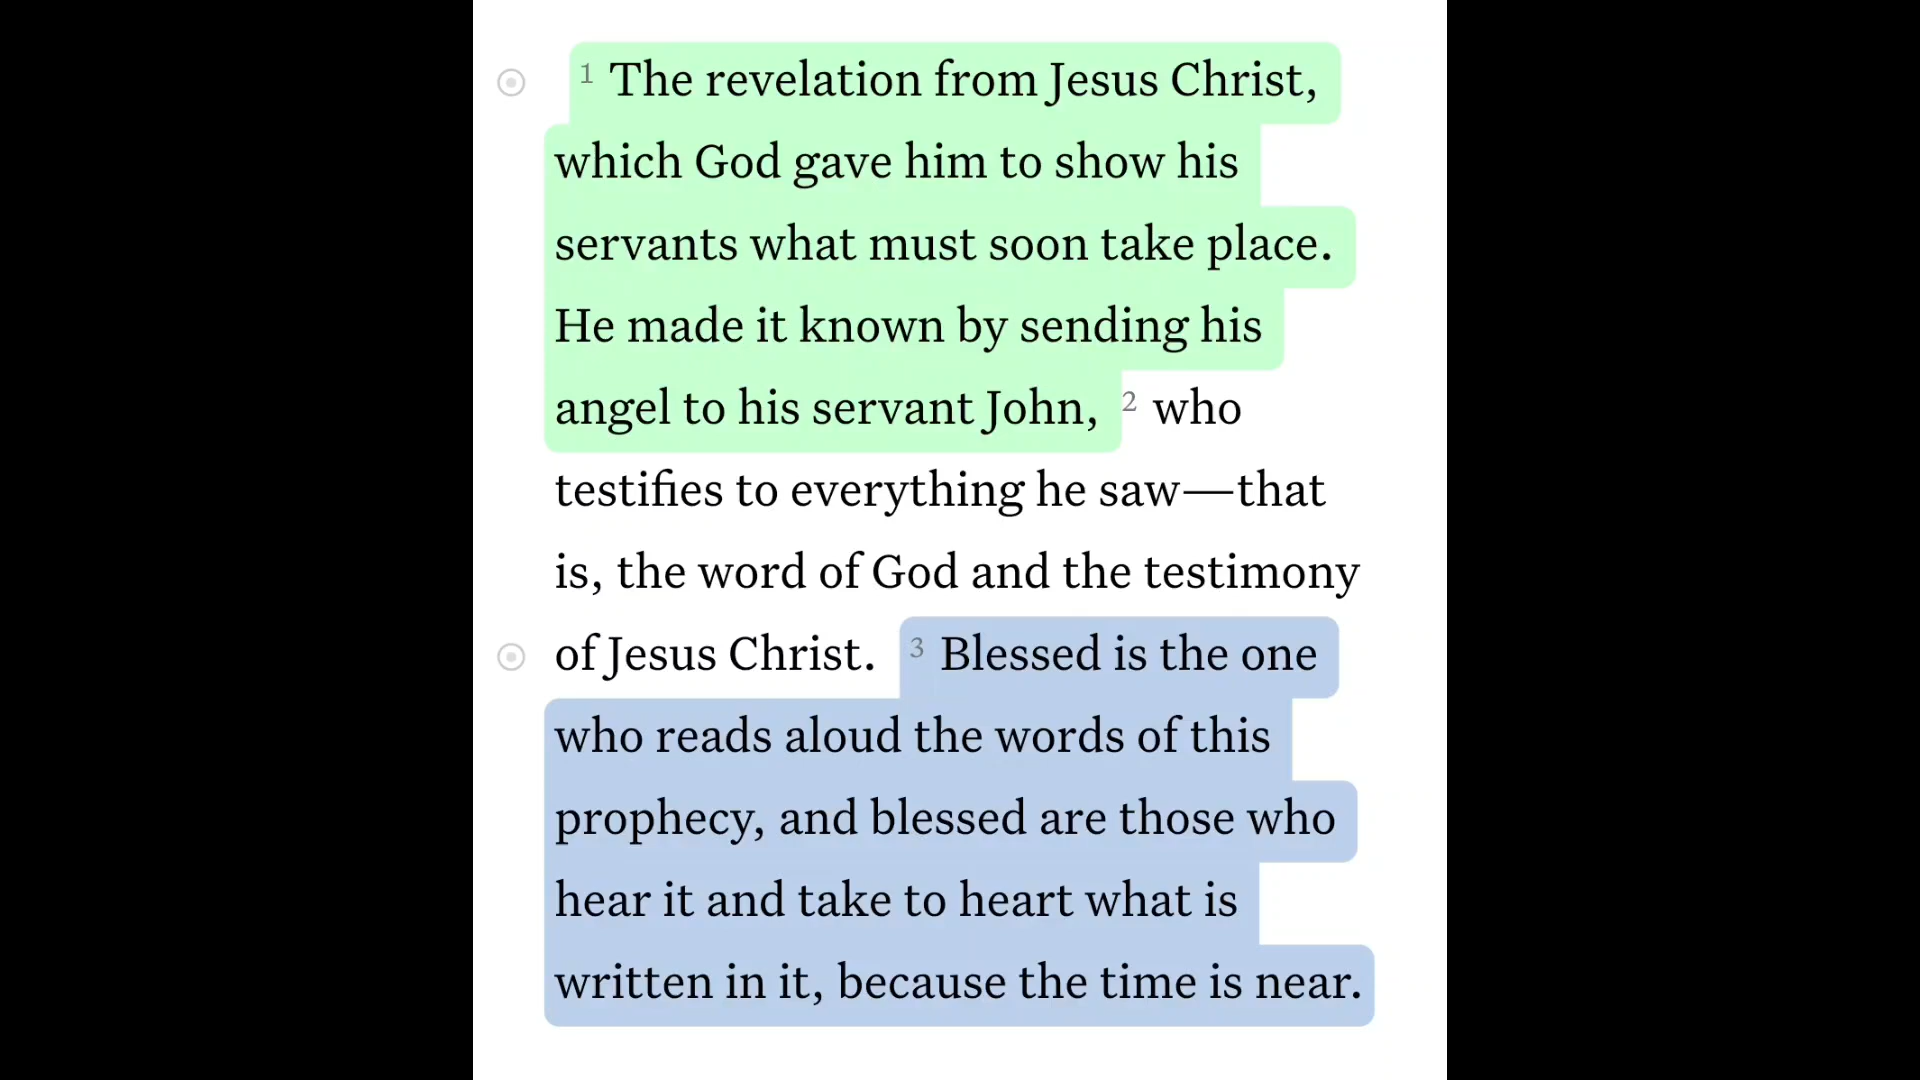 1 The revelation from Jesus Christ,
which God gave him to show his
servants what must soon take place.
He made it known by sending his
angel to his servant John, 2 who
testifies to everything he saw—that
is, the word of God and the testimony
of Jesus Christ. 3 Blessed is the one
who reads aloud the words of this
prophecy, and blessed are those who
hear it and take to heart what is
written in it, because the time is near.